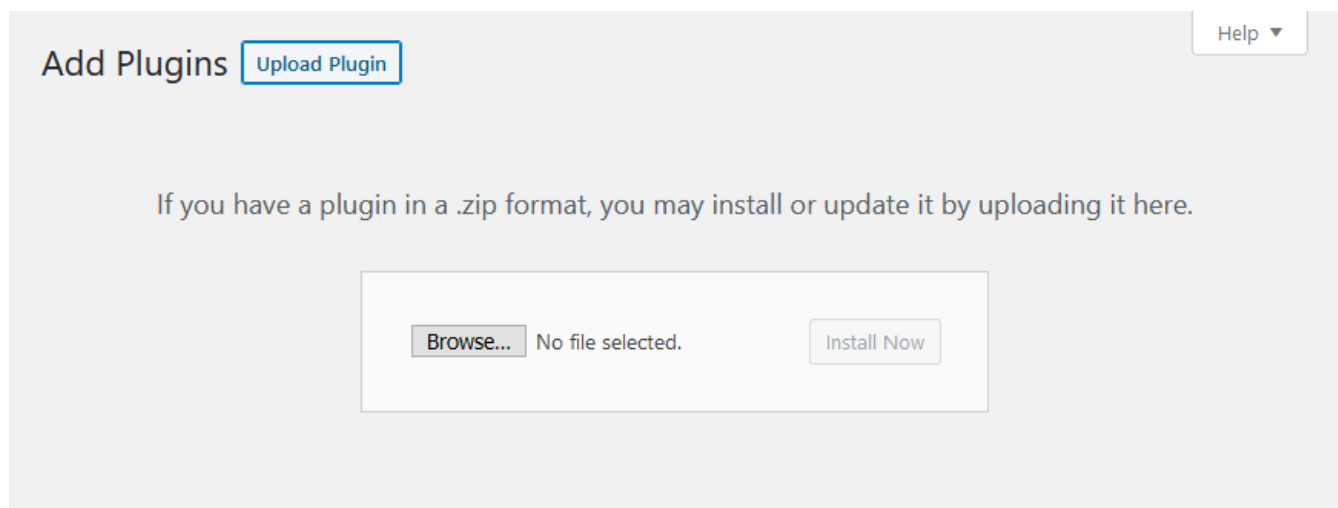 Help ▼
Add Plugins Upload Plugin
If you have a plugin in a .zip format, you may install or update it by uploading it here.
Browse... No file selected. Install Now